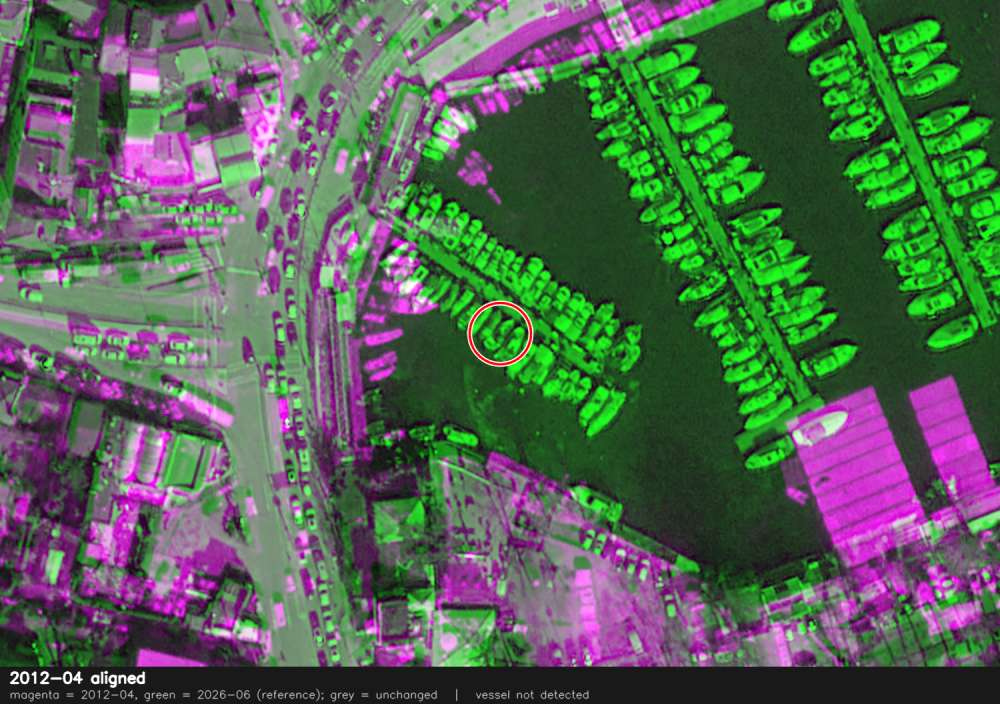 2012-04 aligned
magenta = 2012-04, green = 2026-06 (reference); grey = unchanged | vessel not detected